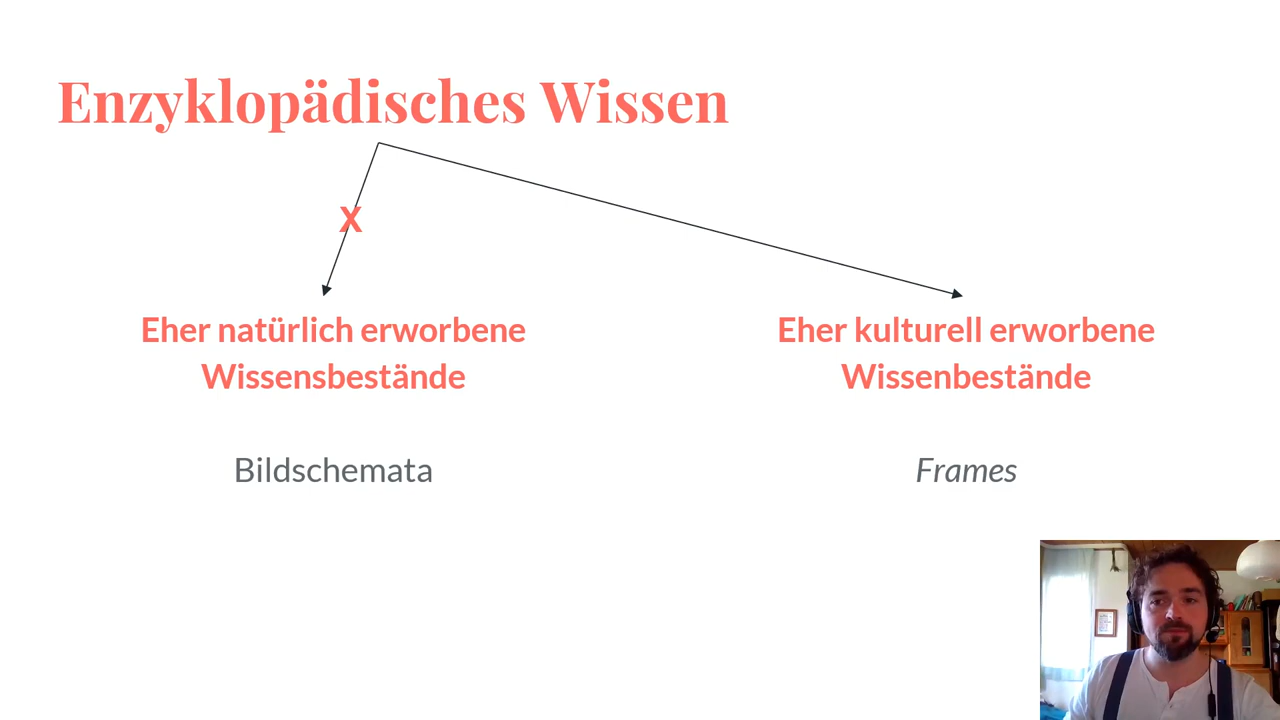 Enzyklopädisches Wissen
X
Eher natürlich erworbene
Wissensbestände
Bildschemata
Eher kulturell erworbene
Wissenbestände
Frames